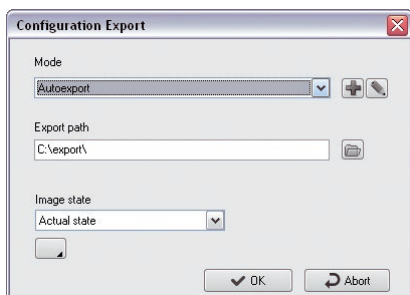 Configuration Export
Mode
Autoexport
Export path
C:\export\
Image state
Actual state
OK
Abort